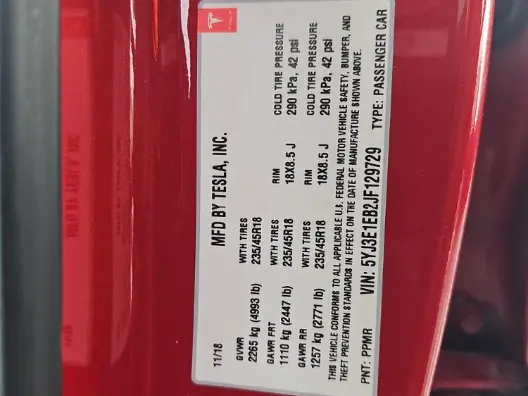 11/18 MFD BY TESLA, INC.
GVWR WITH TIRES RIM COLD TIRE PRESSURE
2265 kg (4993 lb) 235/45R18 18X8.5 J 290 kPa, 42 psi
GAWR FRT WITH TIRES RIM COLD TIRE PRESSURE
1110 kg (2447 lb) 235/45R18 18X8.5 J 290 kPa, 42 psi
GAWR RR
1257 kg (2771 lb) 235/45R18
THIS VEHICLE CONFORMS TO ALL APPLICABLE U.S. FEDERAL MOTOR VEHICLE SAFETY, BUMPER, AND
THEFT PREVENTION STANDARDS IN EFFECT ON THE DATE OF MANUFACTURE SHOWN ABOVE.
PNT: PPMR VIN: 5YJ3E1EB2JF129729 TYPE: PASSENGER CAR